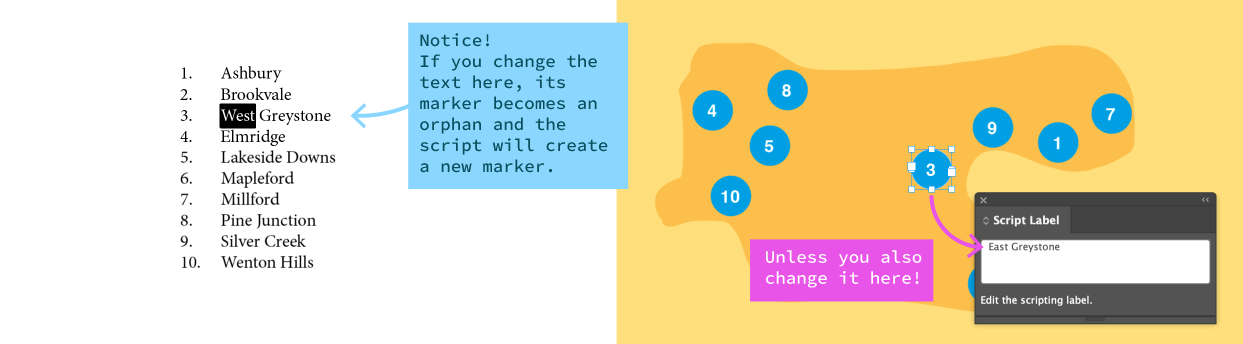 1. Ashbury
2. Brookvale
3. West Greystone
4. Elmridge
5. Lakeside Downs
6. Mapleford
7. Millford
8. Pine Junction
9. Silver Creek
10. Wenton Hills
Notice!
If you change the
text here, its
marker becomes an
orphan and the
script will create
a new marker.
4
8
5
10
3
9
1
7
Unless you also
change it here!
Script Label
East Greystone
Edit the scripting label.